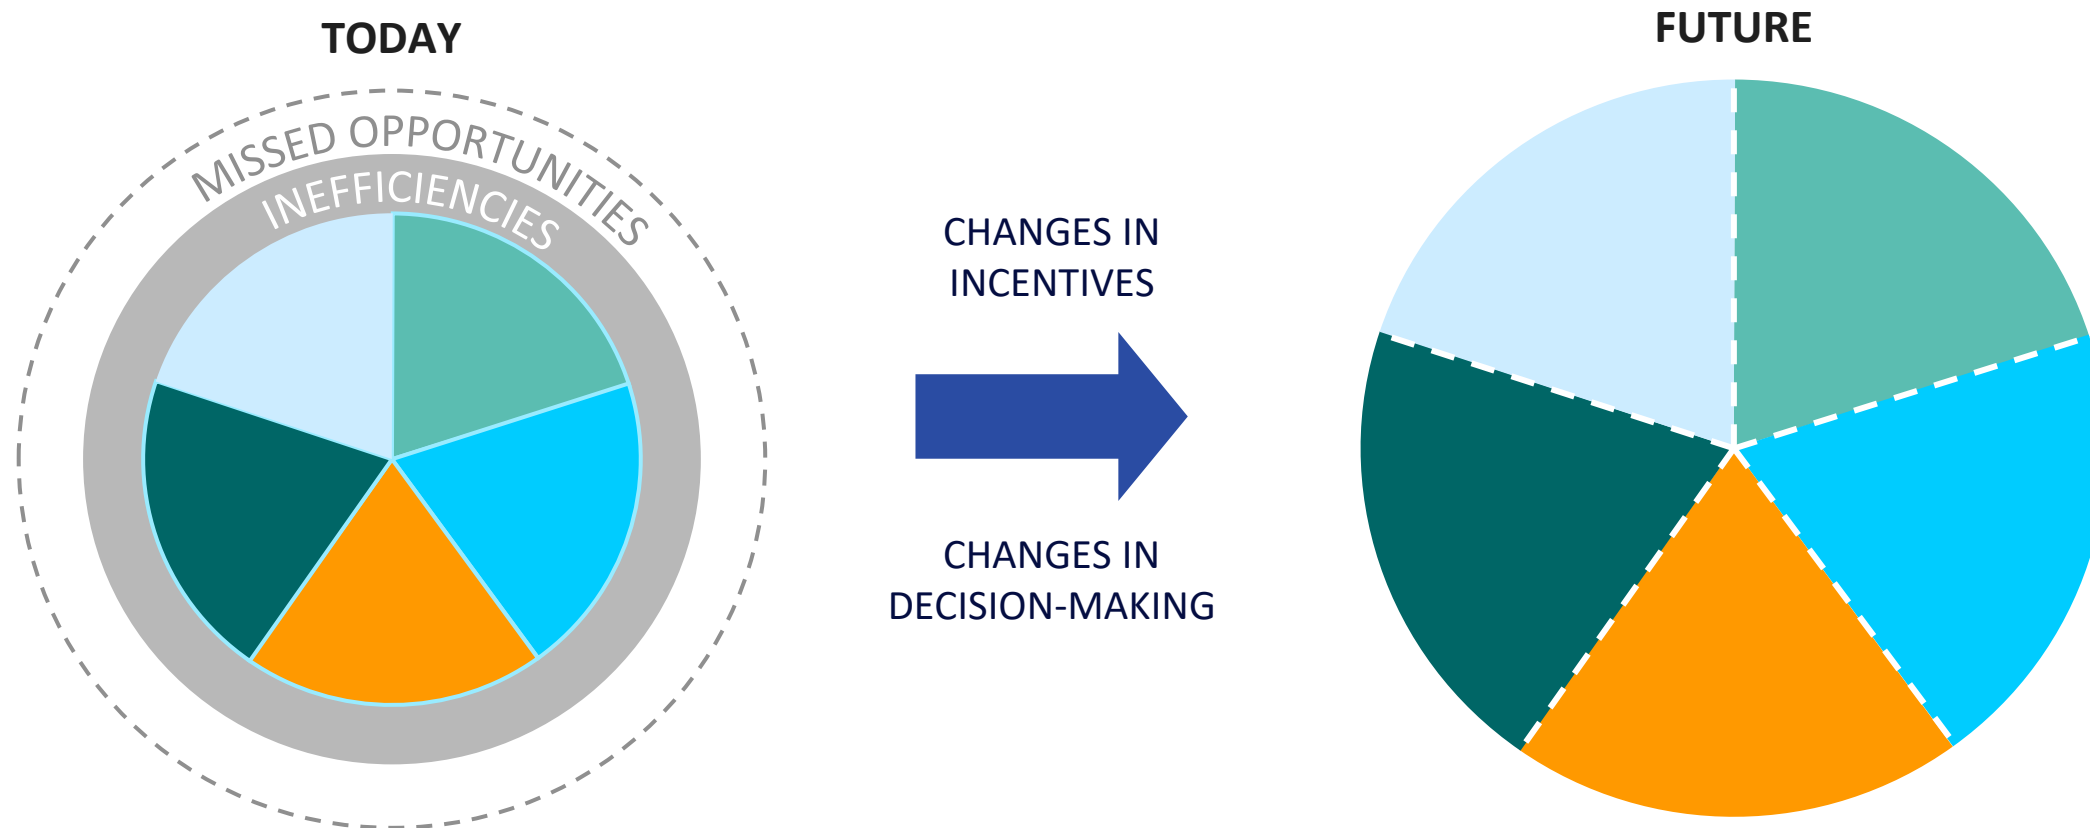 TODAY
MISSED OPPORTUNITIES
INEFFICIENCIES
CHANGES IN
INCENTIVES
CHANGES IN
DECISION-MAKING
FUTURE